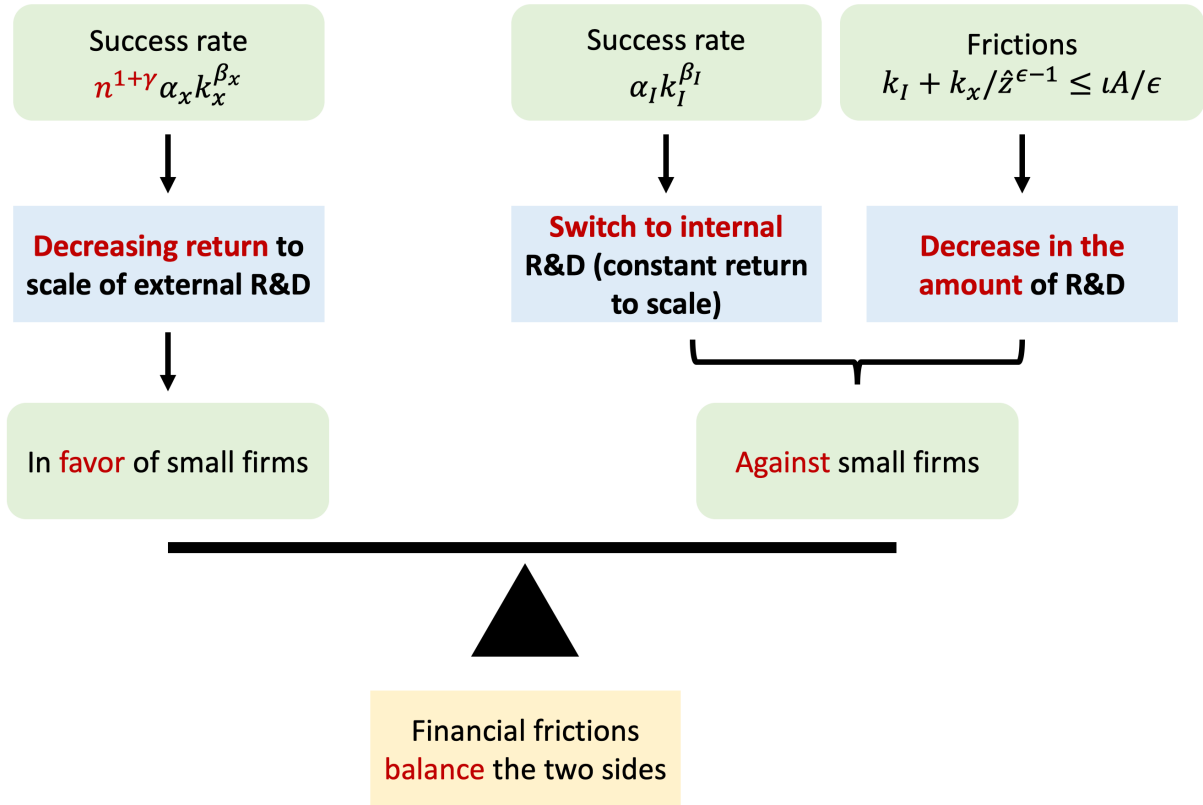 Success rate
n^{1+γ}α_x k_x^{β_x}
Decreasing return to
scale of external R&D
In favor of small firms
Success rate
α_I k_I^{β_I}
Frictions
k_I + k_x/ẑ^{ϵ−1} ≤ ιA/ϵ
Switch to internal
R&D (constant return
to scale)
Decrease in the
amount of R&D
Against small firms
Financial frictions
balance the two sides